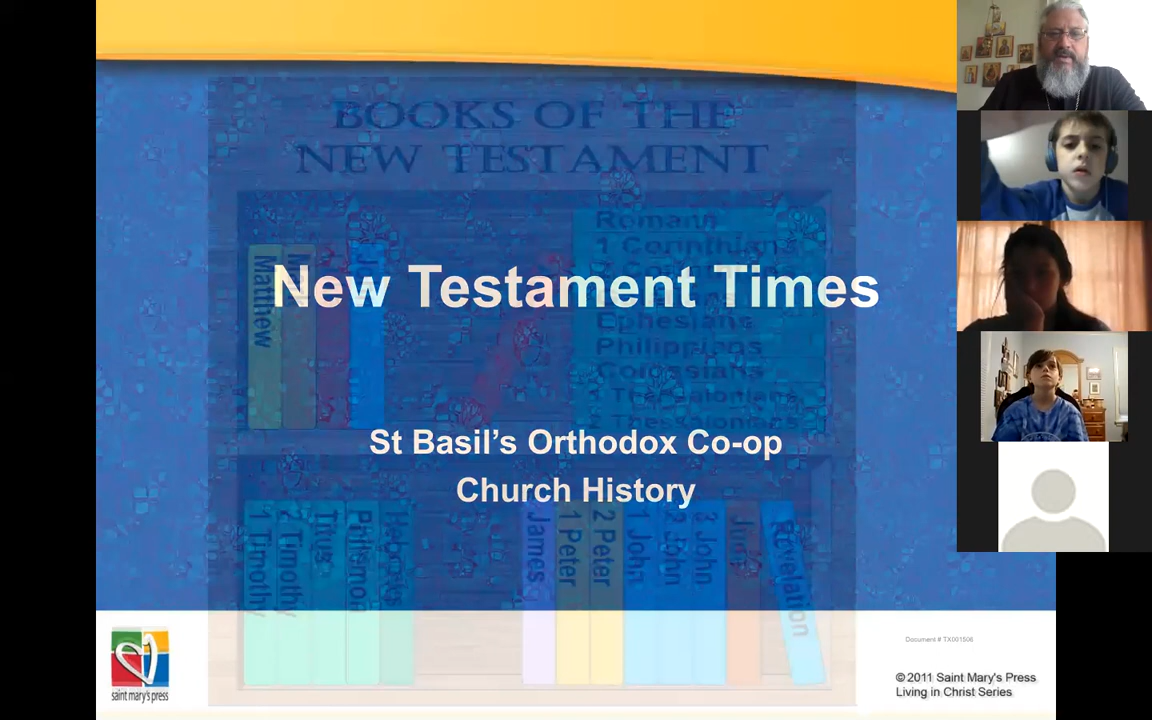 BOOKS OF THE
NEW TESTAMENT
Romans
1 Corinthians
Matthew
New Testament Times
Ephesians
Philippians
Colossians
1 Thessalonians
2 Thessalonians
St Basil’s Orthodox Co-op
Church History
1 Timothy
2 Timothy
Titus
Philemon
Hebrews
James
1 Peter
2 Peter
1 John
2 John
3 John
Jude
Revelation
saint mary's press
Document # TX001506
© 2011 Saint Mary's Press
Living in Christ Series